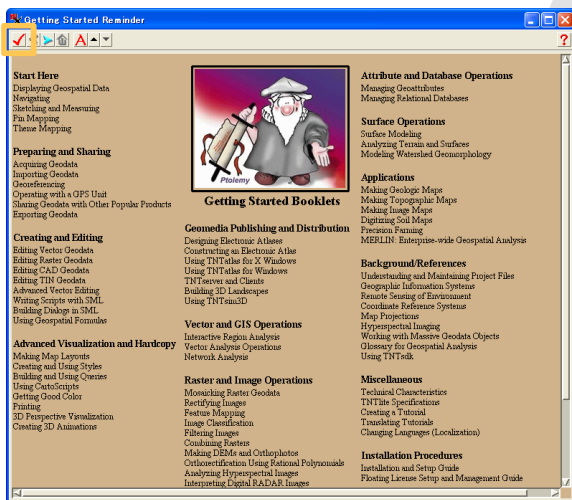 Getting Started Reminder
A
?
Start Here
Displaying Geospatial Data
Navigating
Sketching and Measuring
Pin Mapping
Theme Mapping
Preparing and Sharing
Acquiring Geodata
Importing Geodata
Georeferencing
Operating with a GPS Unit
Sharing Geodata with Other Popular Products
Exporting Geodata
Creating and Editing
Editing Vector Geodata
Editing Raster Geodata
Editing CAD Geodata
Editing TIN Geodata
Advanced Vector Editing
Writing Scripts with SML
Building Dialogs in SML
Using Geospatial Formulas
Advanced Visualization and Hardcopy
Making Map Layouts
Creating and Using Styles
Building and Using Queries
Using CartoScripts
Getting Good Color
Printing
3D Perspective Visualization
Creating 3D Animations
Ptolemy
Getting Started Booklets
Geomedia Publishing and Distribution
Designing Electronic Atlases
Constructing an Electronic Atlas
Using TNTatlas for X Windows
Using TNTatlas for Windows
TNTserver and Clients
Building 3D Landscapes
Using TNTsim3D
Vector and GIS Operations
Interactive Region Analysis
Vector Analysis Operations
Network Analysis
Raster and Image Operations
Mosaicking Raster Geodata
Rectifying Images
Feature Mapping
Image Classification
Filtering Images
Combining Rasters
Making DEMs and Orthophotos
Orthorectification Using Rational Polynomials
Analyzing Hyperspectral Images
Interpreting Digital RADAR Images
Attribute and Database Operations
Managing Geoattributes
Managing Relational Databases
Surface Operations
Surface Modeling
Analyzing Terrain and Surfaces
Modeling Watershed Geomorphology
Applications
Making Geologic Maps
Making Topographic Maps
Making Image Maps
Digitizing Soil Maps
Precision Farming
MERLIN: Enterprise-wide Geospatial Analysis
Background/References
Understanding and Maintaining Project Files
Geographic Information Systems
Remote Sensing of Environment
Coordinate Reference Systems
Map Projections
Hyperspectral Imaging
Working with Massive Geodata Objects
Glossary for Geospatial Analysis
Using TNTsdk
Miscellaneous
Technical Characteristics
TNTlite Specifications
Creating a Tutorial
Translating Tutorials
Changing Languages (Localization)
Installation Procedures
Installation and Setup Guide
Floating License Setup and Management Guide